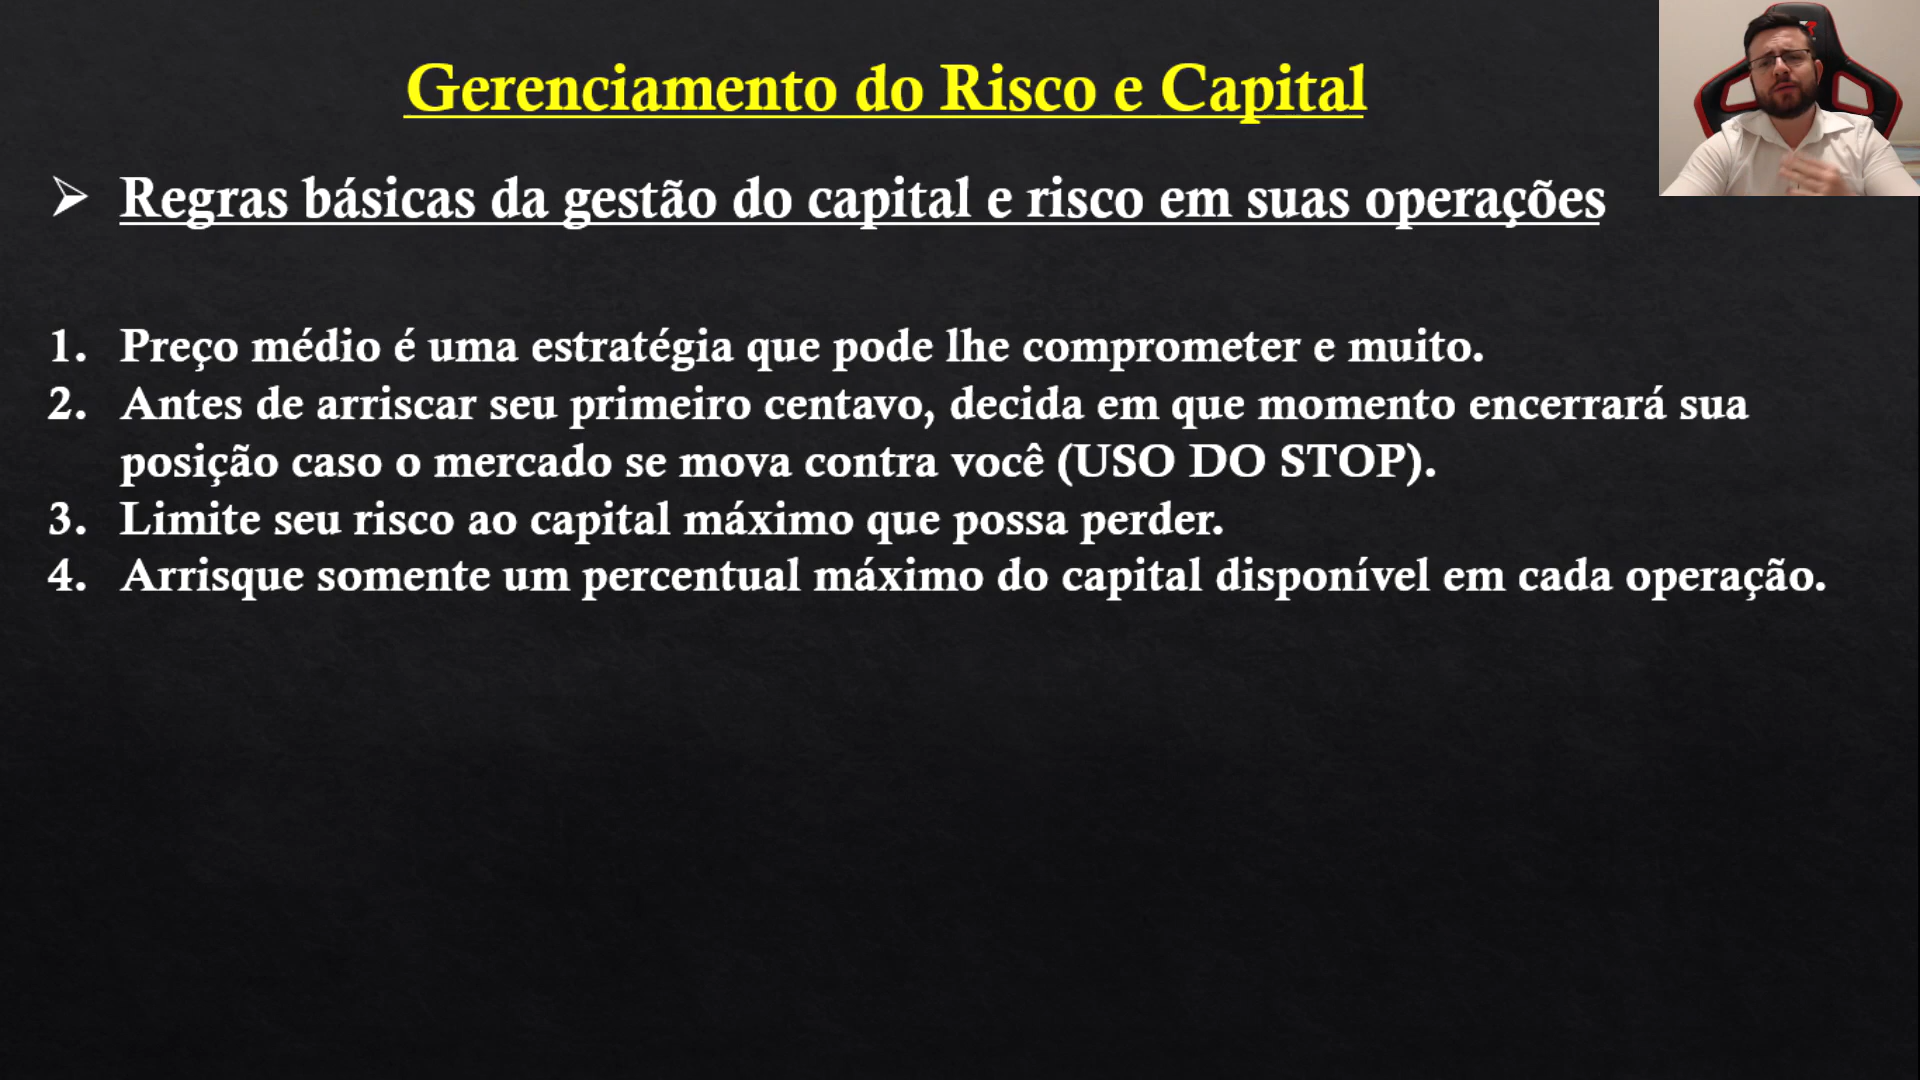 Gerenciamento do Risco e Capital
Regras básicas da gestão do capital e risco em suas operações
1. Preço médio é uma estratégia que pode lhe comprometer e muito.
2. Antes de arriscar seu primeiro centavo, decida em que momento encerrará sua
posição caso o mercado se mova contra você (USO DO STOP).
3. Limite seu risco ao capital máximo que possa perder.
4. Arrisque somente um percentual máximo do capital disponível em cada operação.